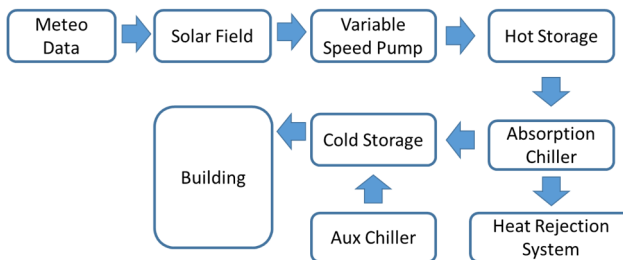 Meteo
Data
Solar Field
Variable
Speed Pump
Hot Storage
Building
Cold Storage
Absorption
Chiller
Aux Chiller
Heat Rejection
System